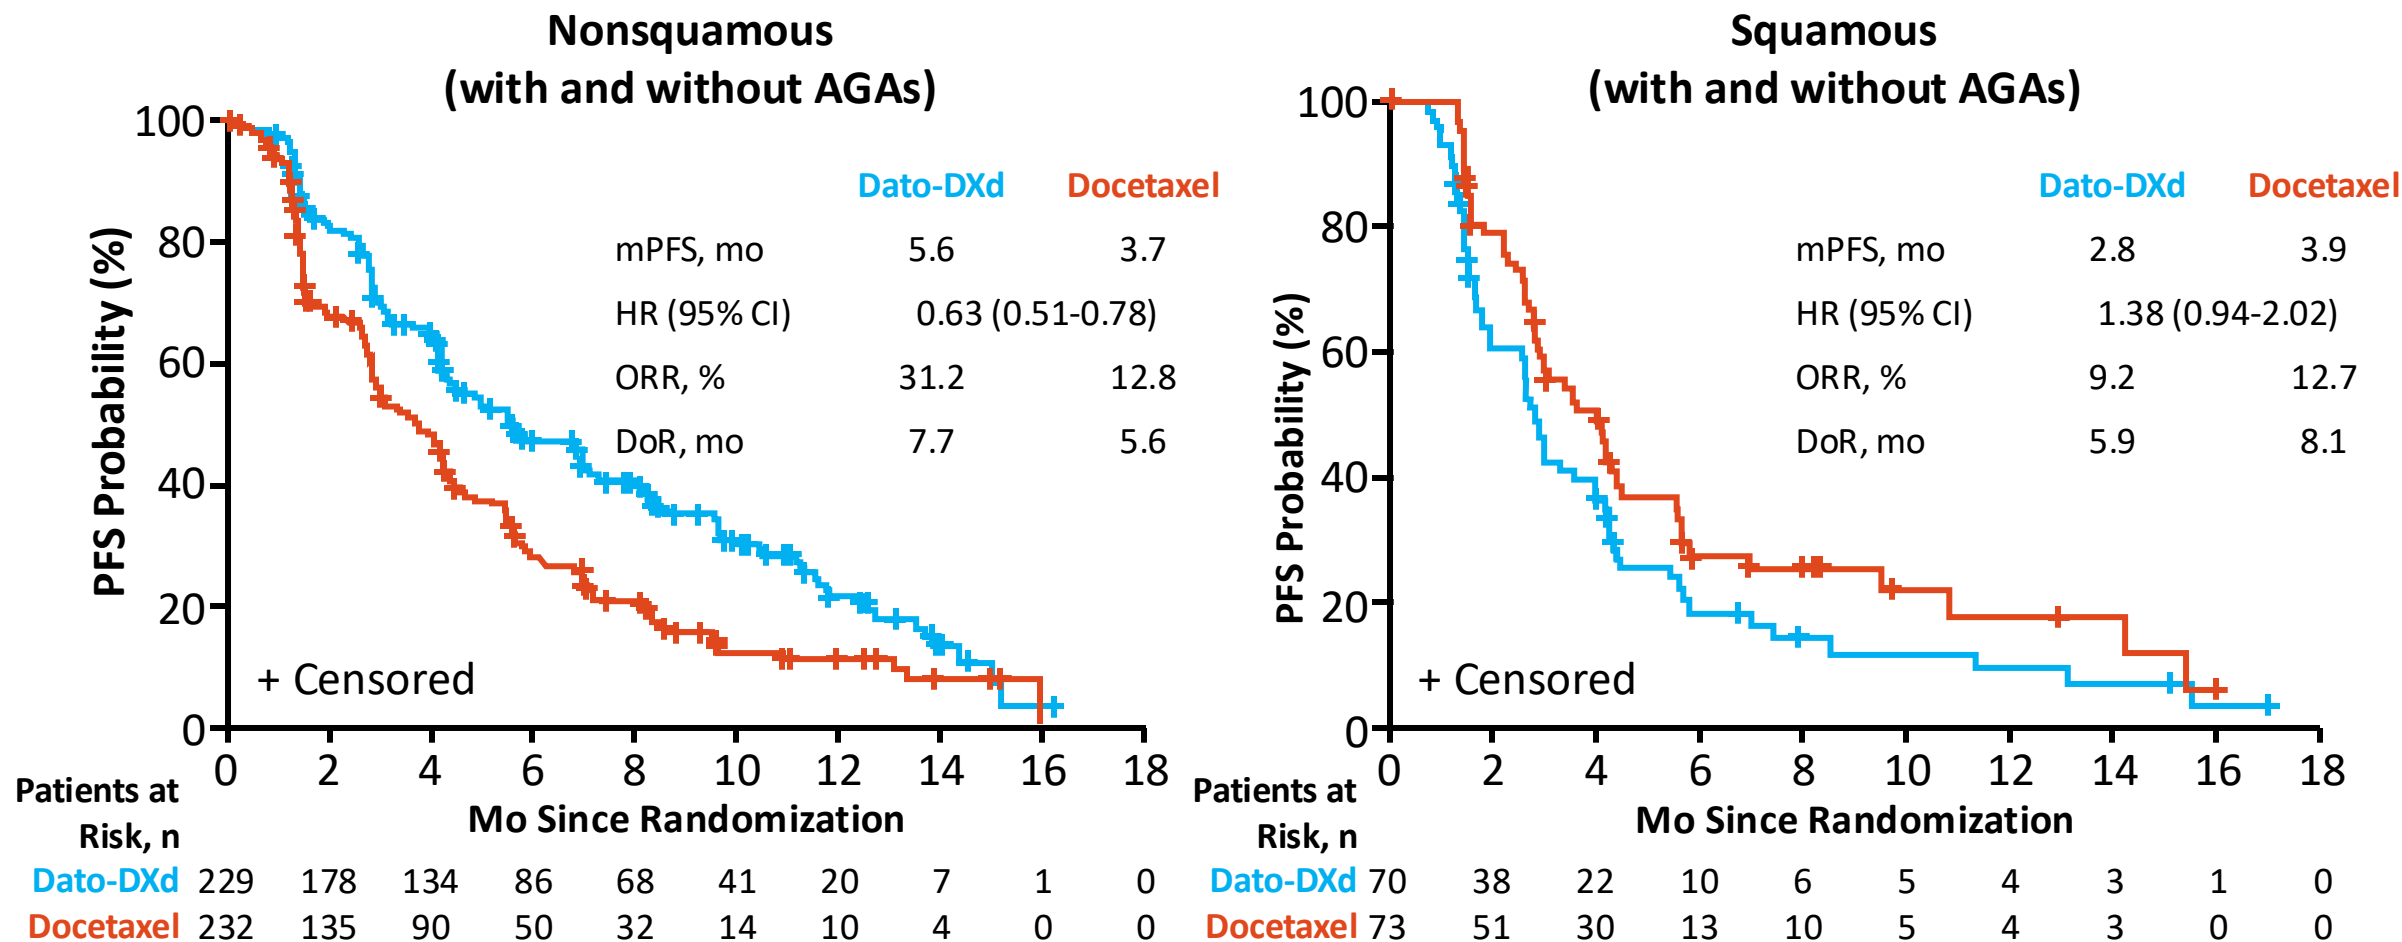 Nonsquamous
(with and without AGAs)
PFS Probability (%)
100
80
60
40
20
0
Dato-DXd Docetaxel
mPFS, mo 5.6 3.7
HR (95% CI) 0.63 (0.51-0.78)
ORR, % 31.2 12.8
DoR, mo 7.7 5.6
+ Censored
0 2 4 6 8 10 12 14 16 18
Mo Since Randomization
Patients at
Risk, n
Dato-DXd 229 178 134 86 68 41 20 7 1 0
Docetaxel 232 135 90 50 32 14 10 4 0 0
Squamous
(with and without AGAs)
PFS Probability (%)
100
80
60
40
20
0
Dato-DXd Docetaxel
mPFS, mo 2.8 3.9
HR (95% CI) 1.38 (0.94-2.02)
ORR, % 9.2 12.7
DoR, mo 5.9 8.1
+ Censored
0 2 4 6 8 10 12 14 16 18
Mo Since Randomization
Patients at
Risk, n
Dato-DXd 70 38 22 10 6 5 4 3 1 0
Docetaxel 73 51 30 13 10 5 4 3 0 0